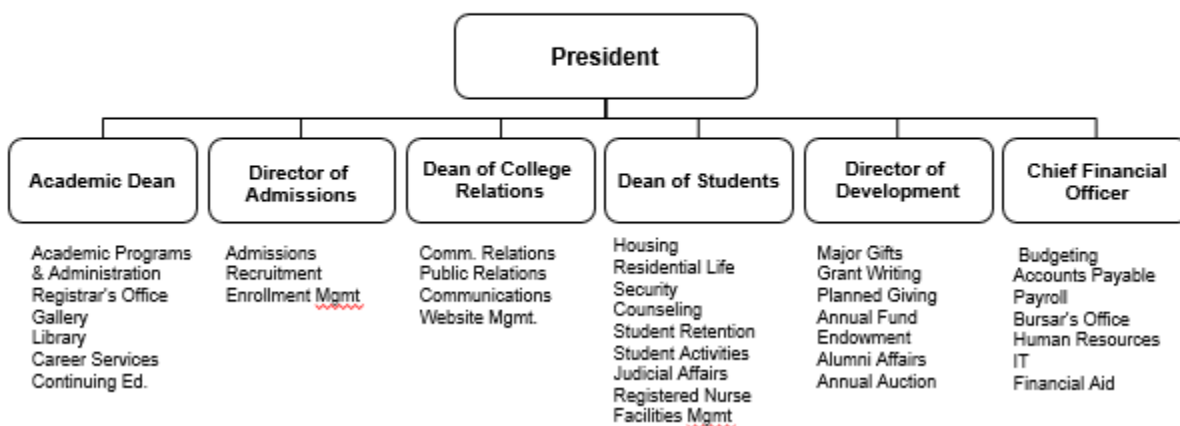 President
Academic Dean
Director of
Admissions
Dean of College
Relations
Dean of Students
Director of
Development
Chief Financial
Officer
Academic Programs
& Administration
Registrar's Office
Gallery
Library
Career Services
Continuing Ed.
Admissions
Recruitment
Enrollment Mgmt
Comm. Relations
Public Relations
Communications
Website Mgmt.
Housing
Residential Life
Security
Counseling
Student Retention
Student Activities
Judicial Affairs
Registered Nurse
Facilities Mgmt
Major Gifts
Grant Writing
Planned Giving
Annual Fund
Endowment
Alumni Affairs
Annual Auction
Budgeting
Accounts Payable
Payroll
Bursar's Office
Human Resources
IT
Financial Aid